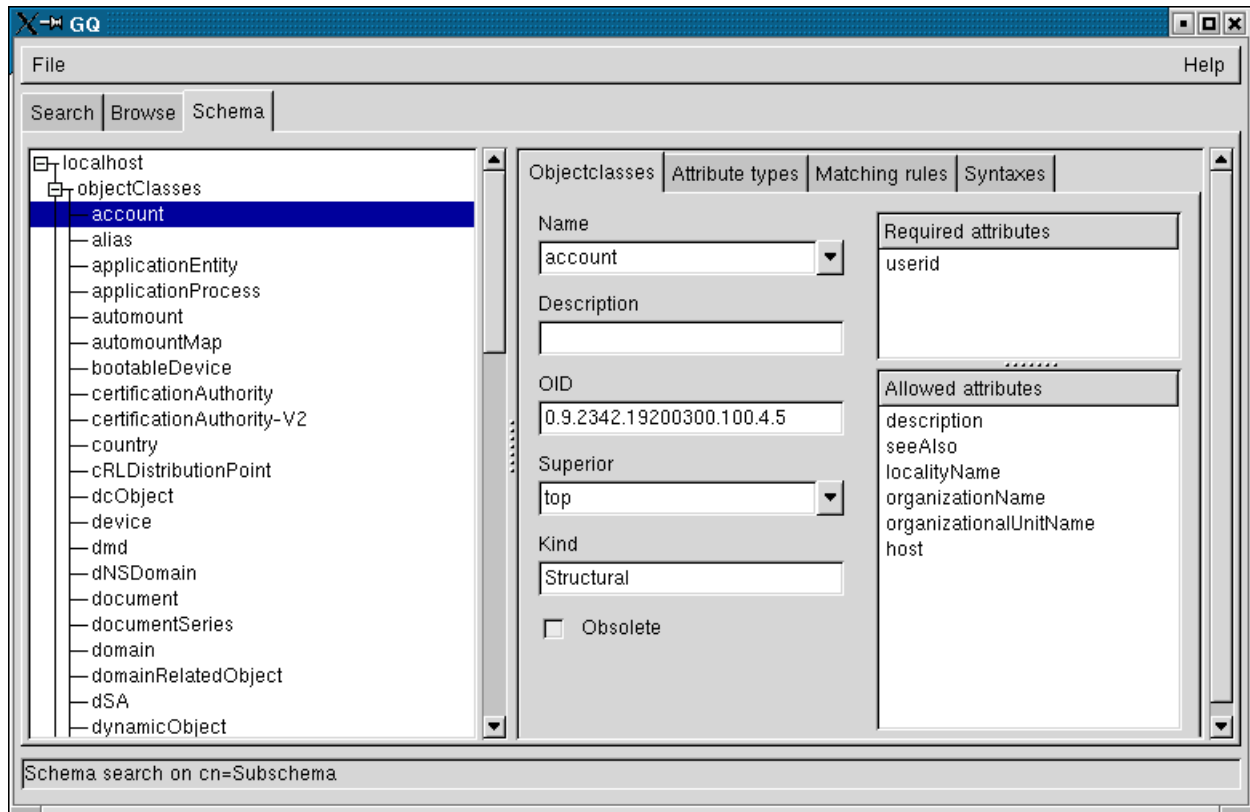 GQ
File Help
Search Browse Schema
localhost
objectClasses
account
alias
applicationEntity
applicationProcess
automount
automountMap
bootableDevice
certificationAuthority
certificationAuthority-V2
country
cRLDistributionPoint
dcObject
device
dmd
dNSDomain
document
documentSeries
domain
domainRelatedObject
dSA
dynamicObject
Objectclasses Attribute types Matching rules Syntaxes
Name
account
Description
OID
0.9.2342.19200300.100.4.5
Superior
top
Kind
Structural
Obsolete
Required attributes
userid
Allowed attributes
description
seeAlso
localityName
organizationName
organizationalUnitName
host
Schema search on cn=Subschema